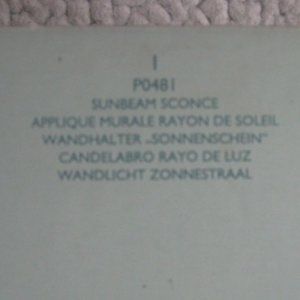 1
P0481
SUNBEAM SCONCE
APPLIQUE MURALE RAYON DE SOLEIL
WANDHALTER „SONNENSCHEIN"
CANDELABRO RAYO DE LUZ
WANDLICHT ZONNESTRAAL